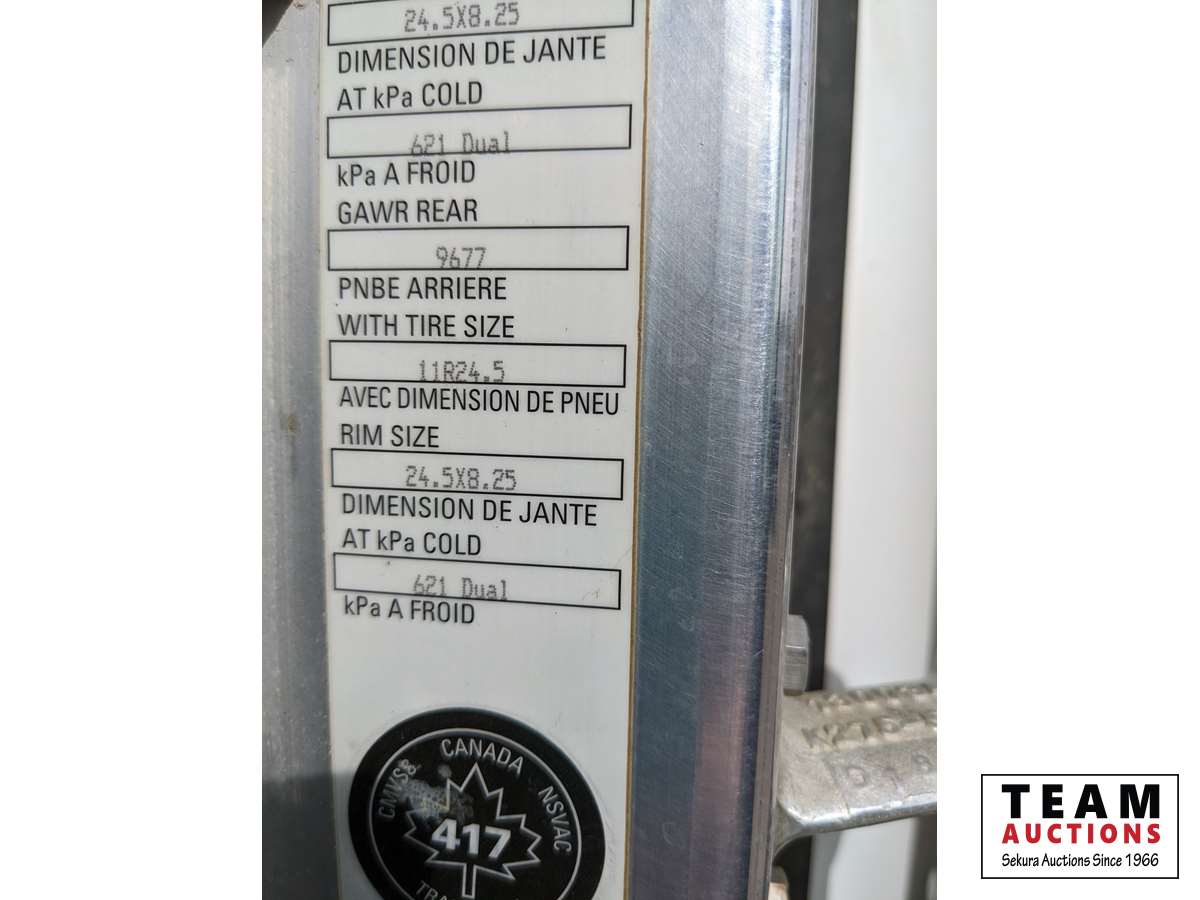 24.5X8.25
DIMENSION DE JANTE
AT kPa COLD
621 Dual
kPa A FROID
GAWR REAR
9677
PNBE ARRIERE
WITH TIRE SIZE
11R24.5
AVEC DIMENSION DE PNEU
RIM SIZE
24.5X8.25
DIMENSION DE JANTE
AT kPa COLD
621 Dual
kPa A FROID
CANADA
NSVAC
417
TEAM
AUCTIONS
Sekura Auctions Since 1966